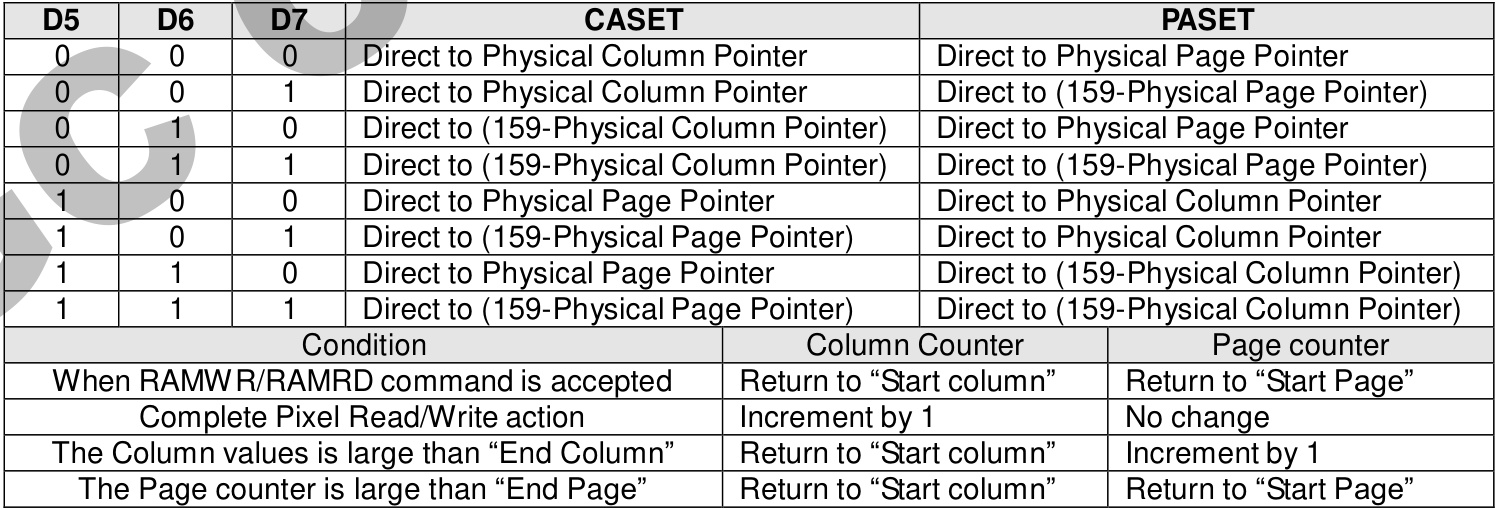 D5 D6 D7 CASET PASET
0 0 0 Direct to Physical Column Pointer Direct to Physical Page Pointer
0 0 1 Direct to Physical Column Pointer Direct to (159-Physical Page Pointer)
0 1 0 Direct to (159-Physical Column Pointer) Direct to Physical Page Pointer
0 1 1 Direct to (159-Physical Column Pointer) Direct to (159-Physical Page Pointer)
1 0 0 Direct to Physical Page Pointer Direct to Physical Column Pointer
1 0 1 Direct to (159-Physical Page Pointer) Direct to Physical Column Pointer
1 1 0 Direct to Physical Page Pointer Direct to (159-Physical Column Pointer)
1 1 1 Direct to (159-Physical Page Pointer) Direct to (159-Physical Column Pointer)
Condition Column Counter Page counter
When RAMWR/RAMRD command is accepted Return to “Start column” Return to “Start Page”
Complete Pixel Read/Write action Increment by 1 No change
The Column values is large than “End Column” Return to “Start column” Increment by 1
The Page counter is large than “End Page” Return to “Start column” Return to “Start Page”